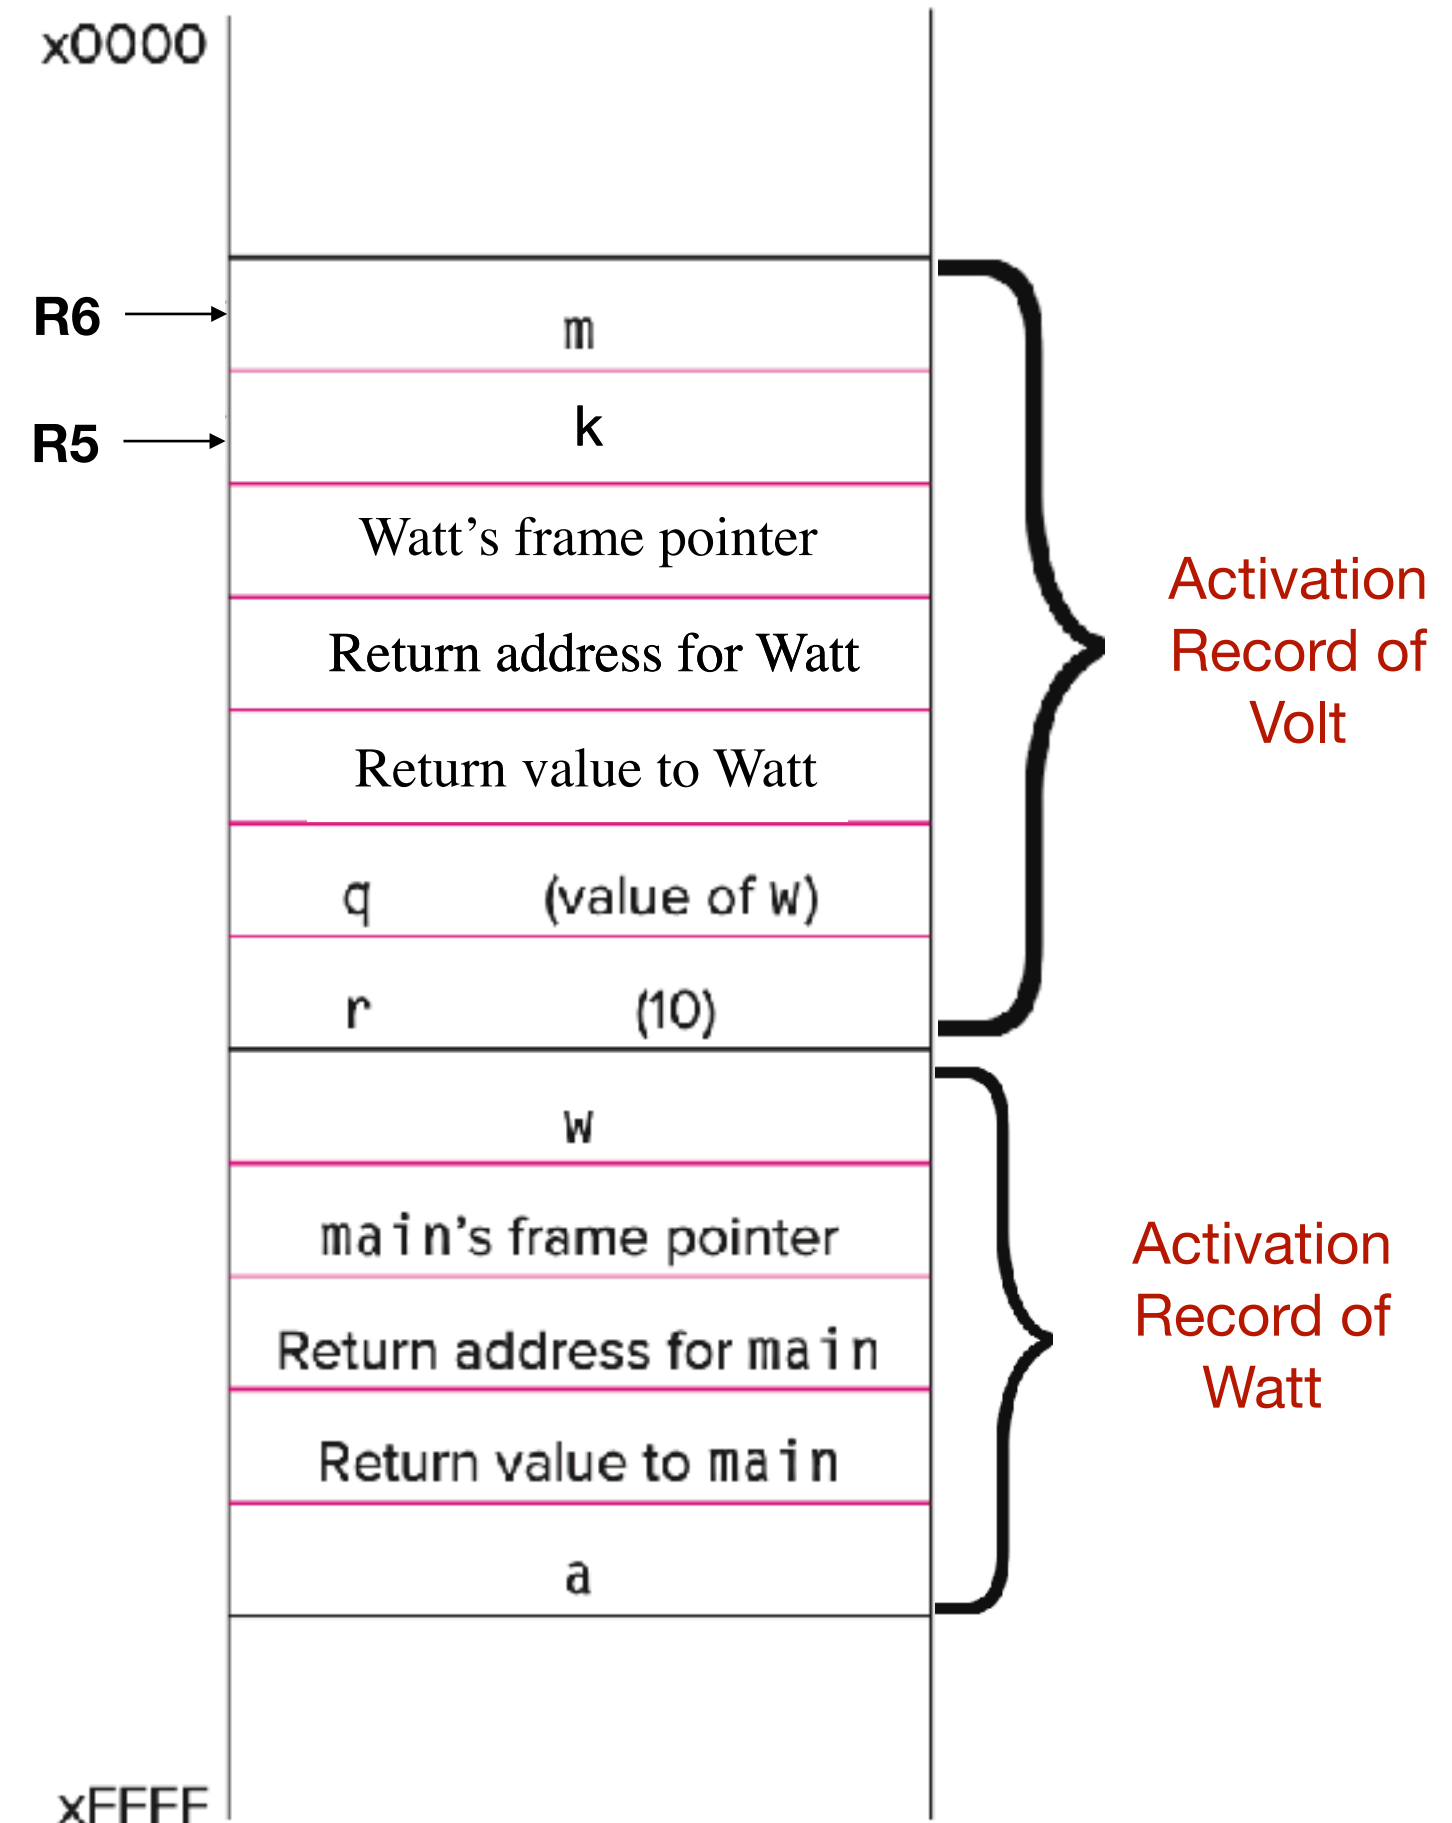 x0000
R6
m
R5
k
Watt’s frame pointer
Return address for Watt
Return value to Watt
q (value of w)
r (10)
Activation
Record of
Volt
w
main’s frame pointer
Return address for main
Return value to main
a
Activation
Record of
Watt
xFFFF